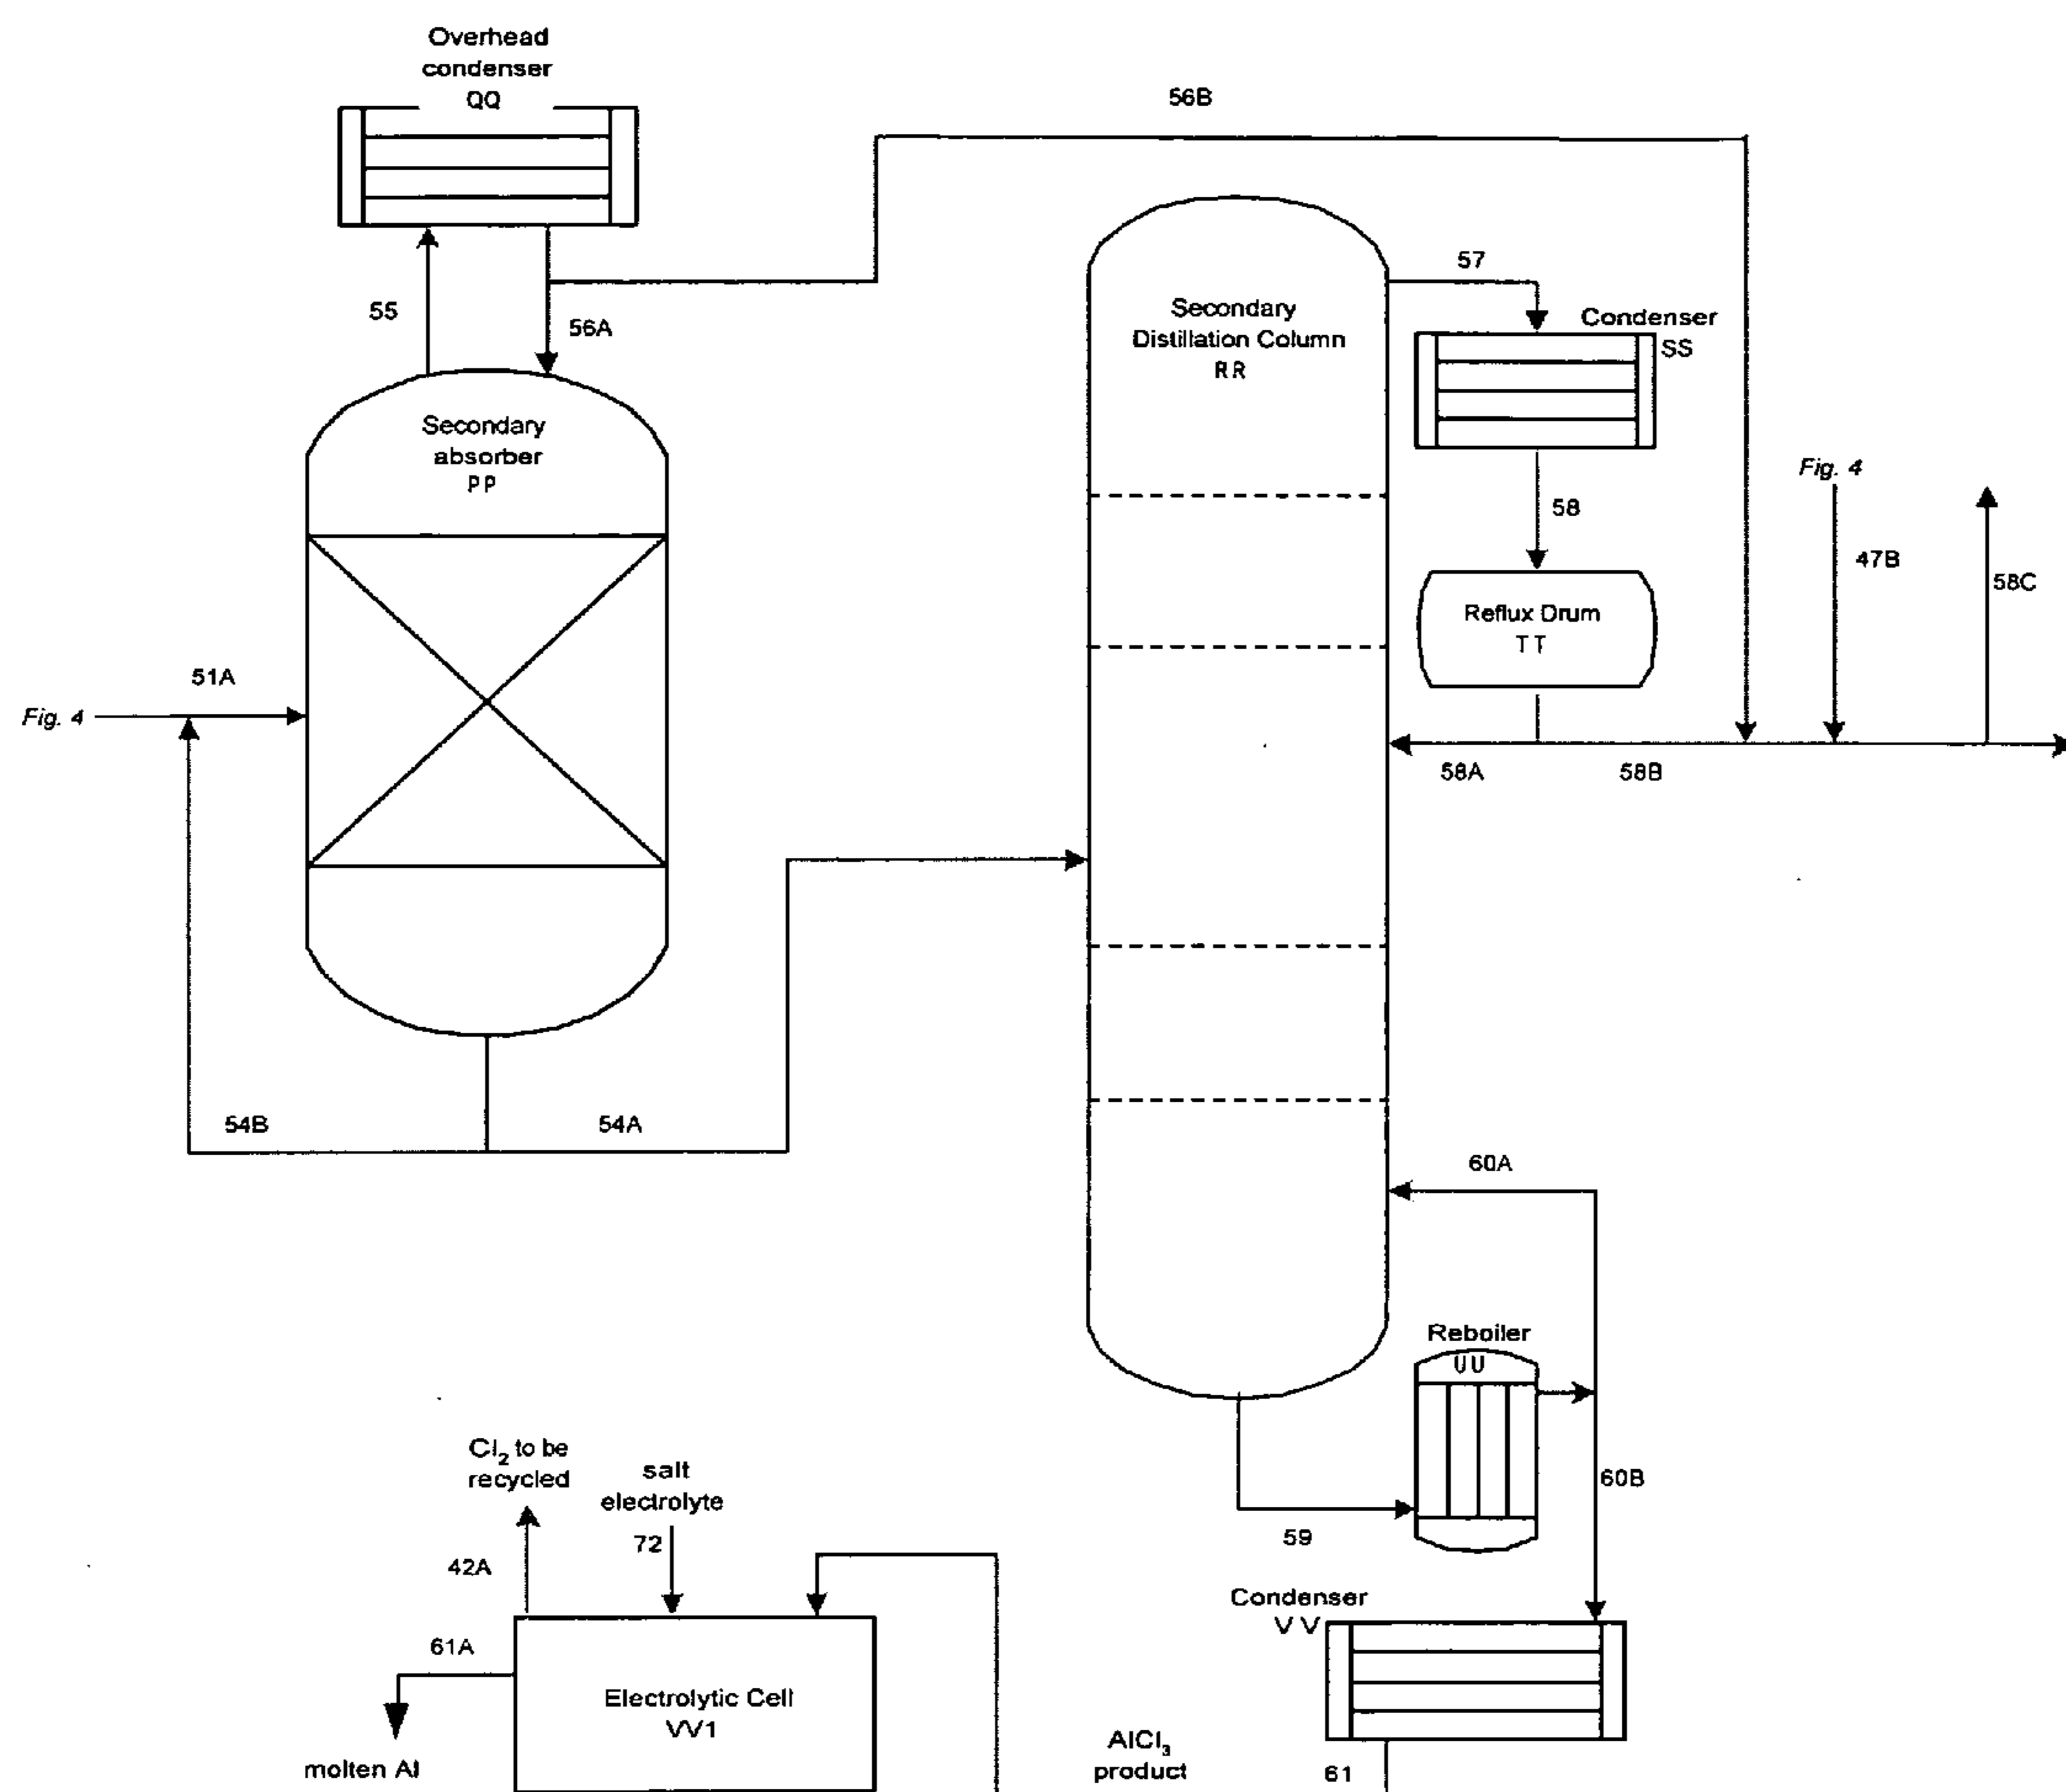 Overhead
condenser
QQ
56B
55
56A
57
Secondary
Distillation Column
RR
Condenser
SS
Secondary
absorber
PP
Fig. 4
58
47B
58C
Reflux Drum
TT
51A
Fig. 4
58A
58B
54B
54A
60A
Reboiler
UU
Cl₂ to be
recycled
salt
electrolyte
72
60B
59
42A
Condenser
VV
61A
Electrolytic Cell
VV1
AlCl₃
product
61
molten Al